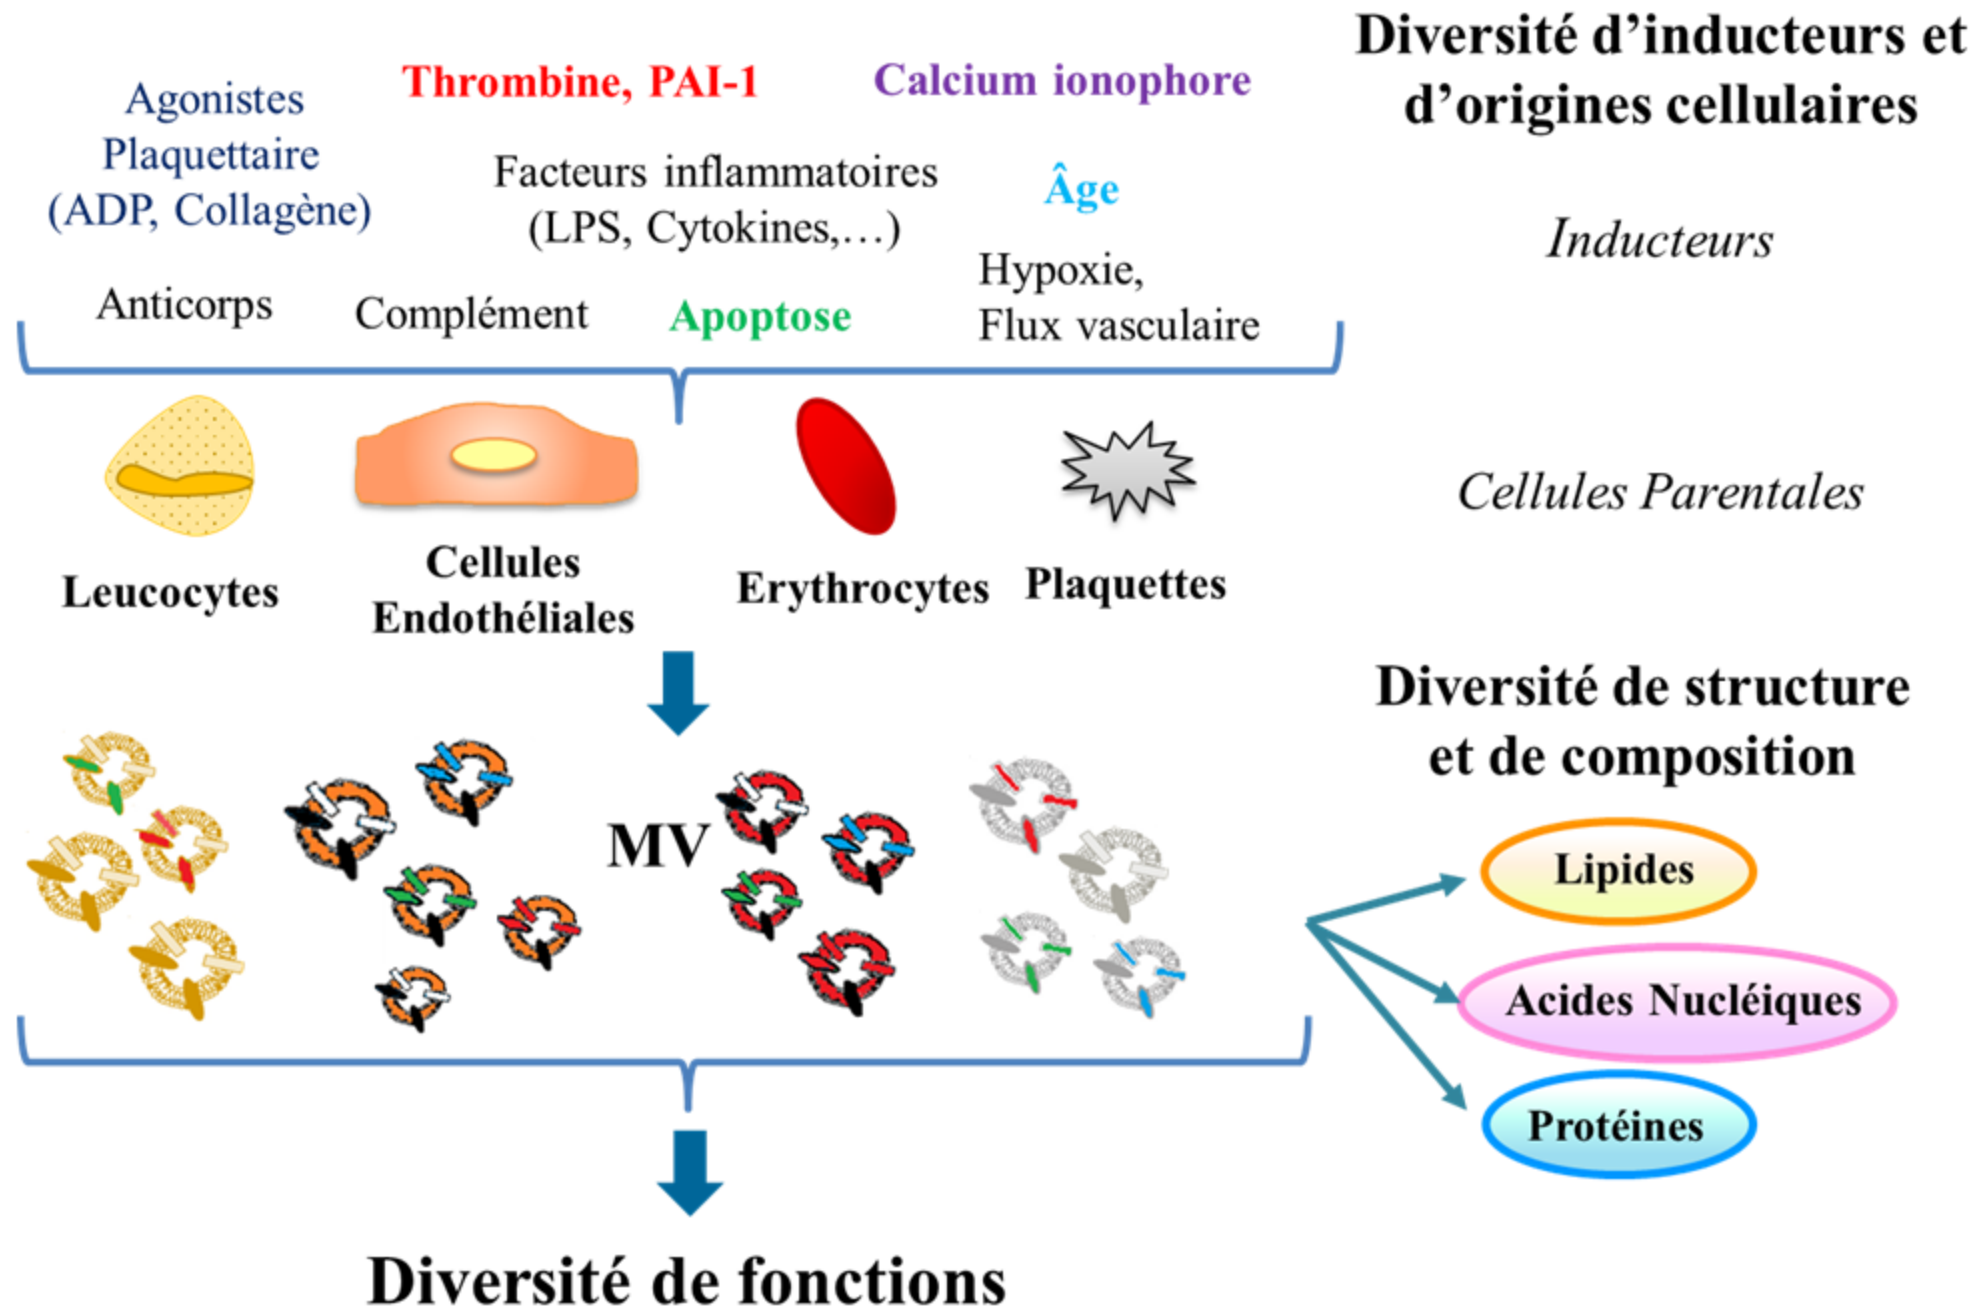 Diversité d’inducteurs et
d’origines cellulaires
Agonistes
Plaquettaire
(ADP, Collagène)
Thrombine, PAI-1
Calcium ionophore
Facteurs inflammatoires
(LPS, Cytokines,…)
Âge
Inducteurs
Anticorps
Complément
Apoptose
Hypoxie,
Flux vasculaire
Cellules Parentales
Leucocytes
Cellules
Endothéliales
Erythrocytes
Plaquettes
Diversité de structure
et de composition
MV
Lipides
Acides Nucléiques
Protéines
Diversité de fonctions